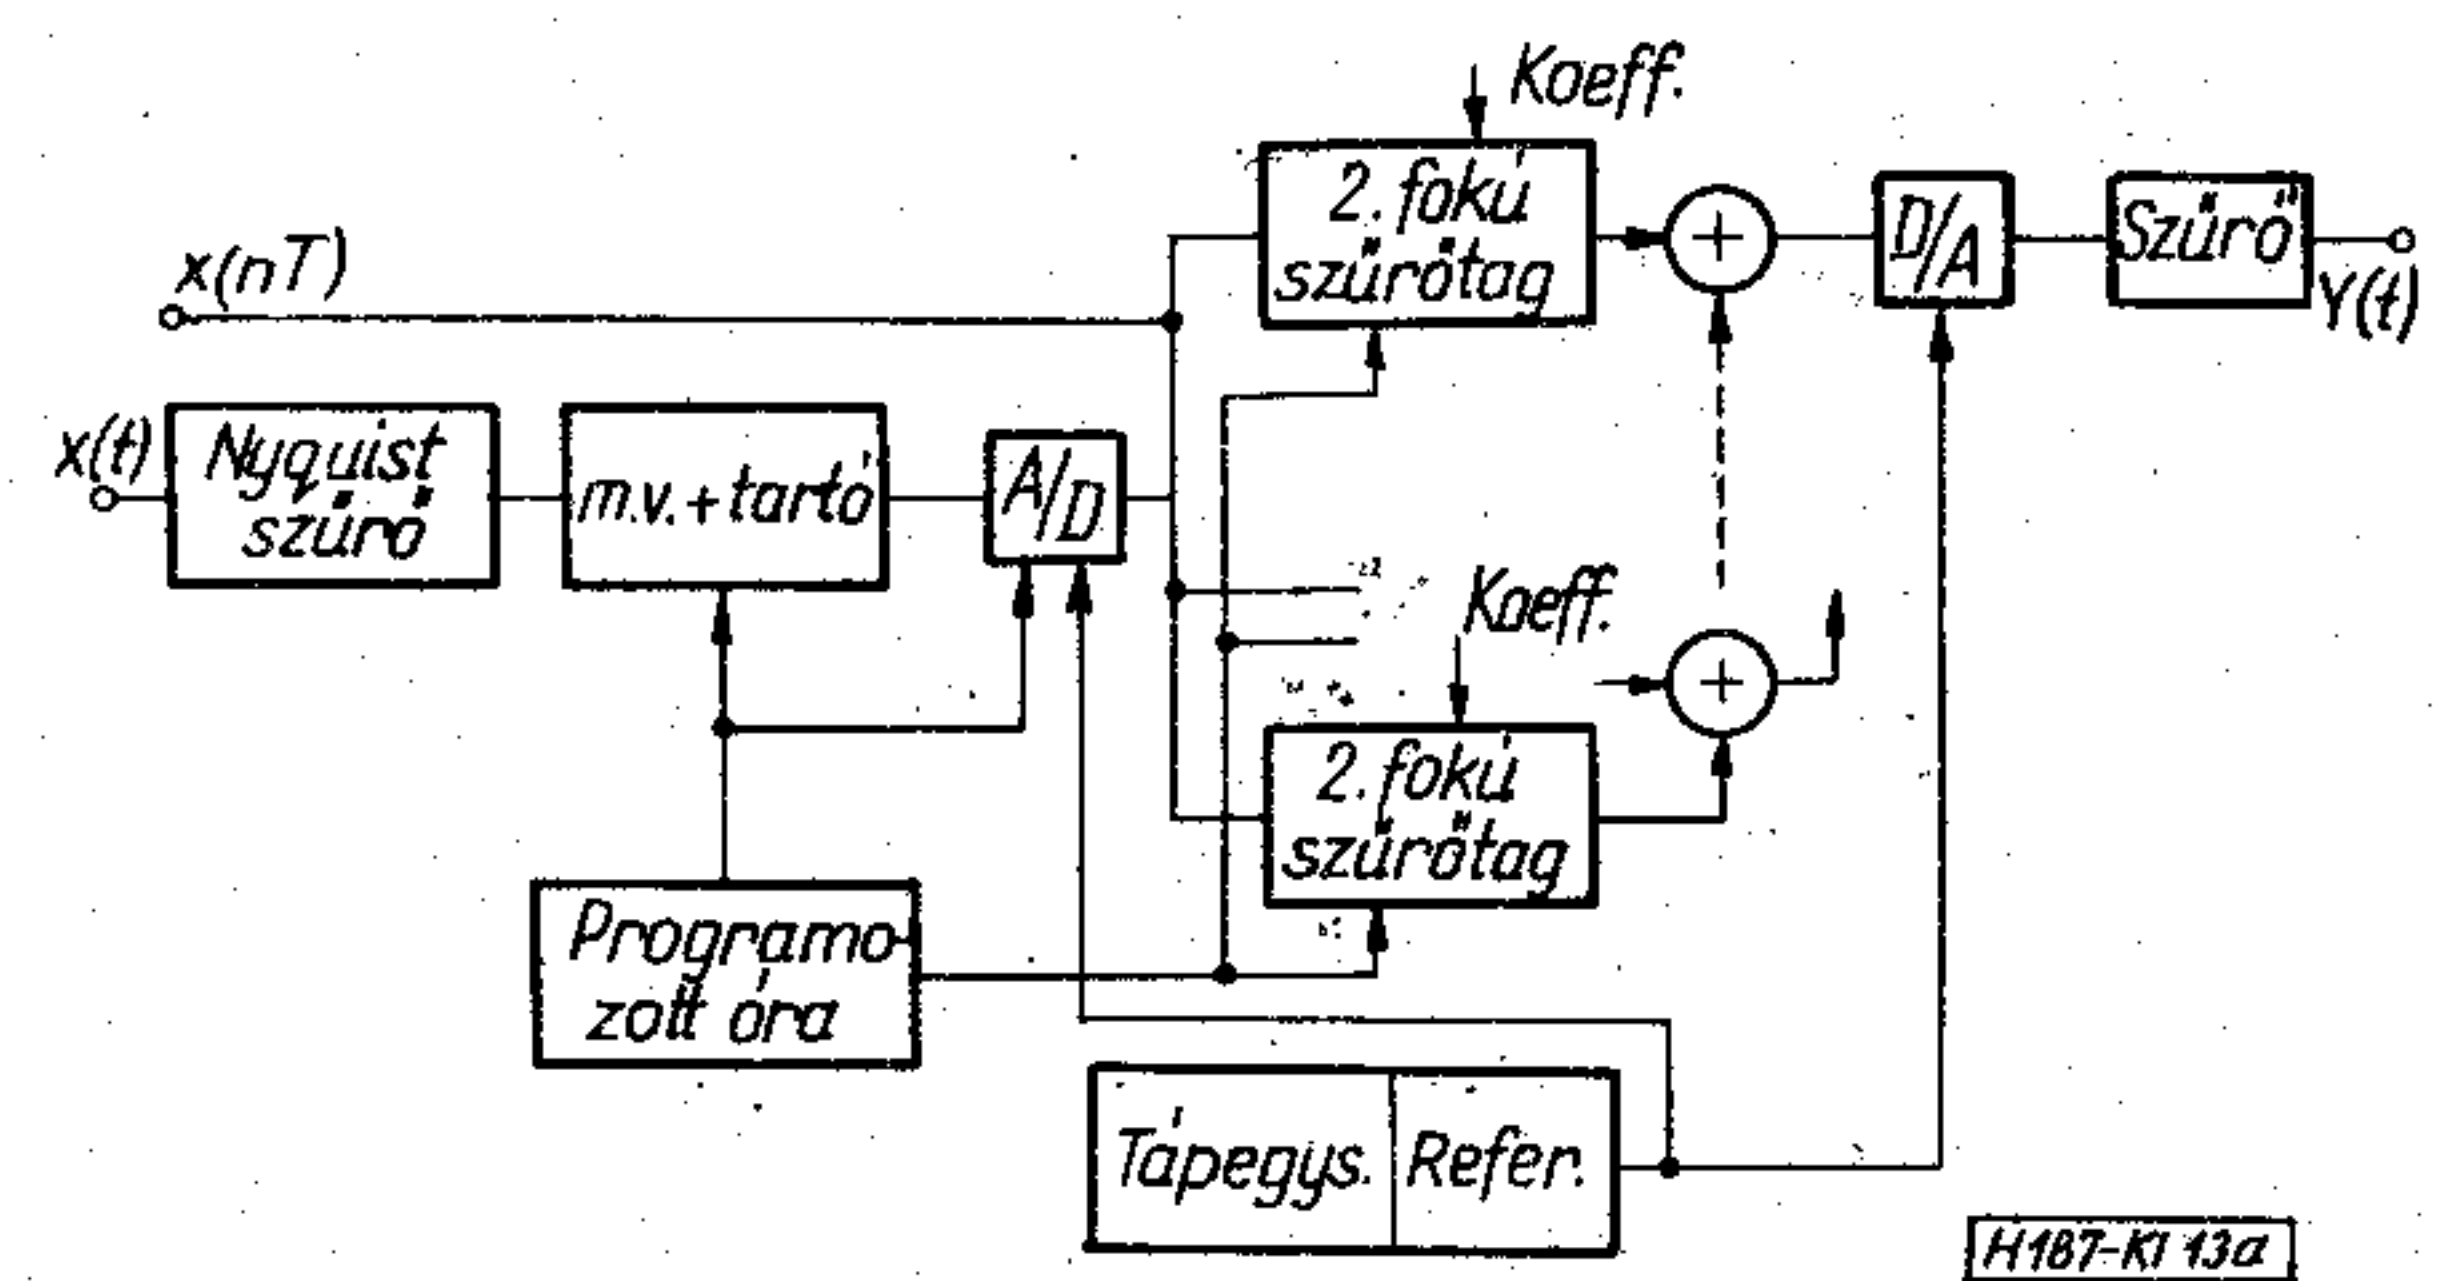 Koeff.
2. fokú
szűrőtag
+
D/A
Szűrő
Y(t)
x(nT)
x(t)
Nyquist
szűrő
m.v. + tartó
A/D
Koeff.
+
2. fokú
szűrőtag
Programo-
zott óra
Tápegys.
Refer.
H187-KI 13a